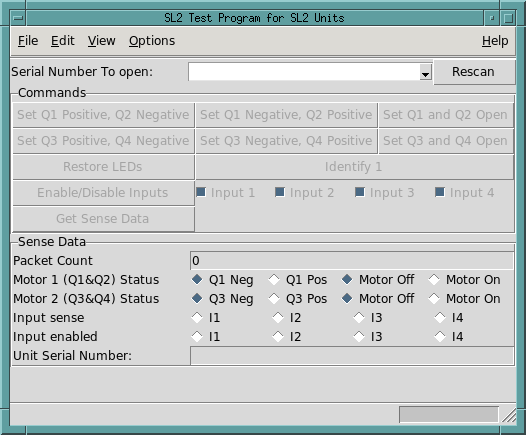 SL2 Test Program for SL2 Units
File Edit View Options Help
Serial Number To open: Rescan
Commands
Set Q1 Positive, Q2 Negative Set Q1 Negative, Q2 Positive Set Q1 and Q2 Open
Set Q3 Positive, Q4 Negative Set Q3 Negative, Q4 Positive Set Q3 and Q4 Open
Restore LEDs Identify 1
Enable/Disable Inputs Input 1 Input 2 Input 3 Input 4
Get Sense Data
Sense Data
Packet Count 0
Motor 1 (Q1&Q2) Status Q1 Neg Q1 Pos Motor Off Motor On
Motor 2 (Q3&Q4) Status Q3 Neg Q3 Pos Motor Off Motor On
Input sense I1 I2 I3 I4
Input enabled I1 I2 I3 I4
Unit Serial Number: